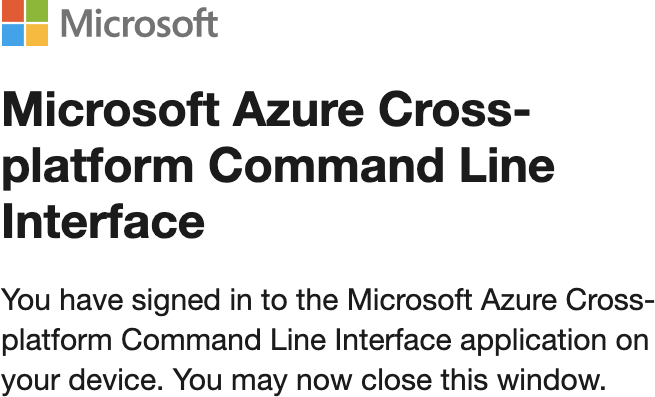 Microsoft
Microsoft Azure Cross-
platform Command Line
Interface
You have signed in to the Microsoft Azure Cross-
platform Command Line Interface application on
your device. You may now close this window.